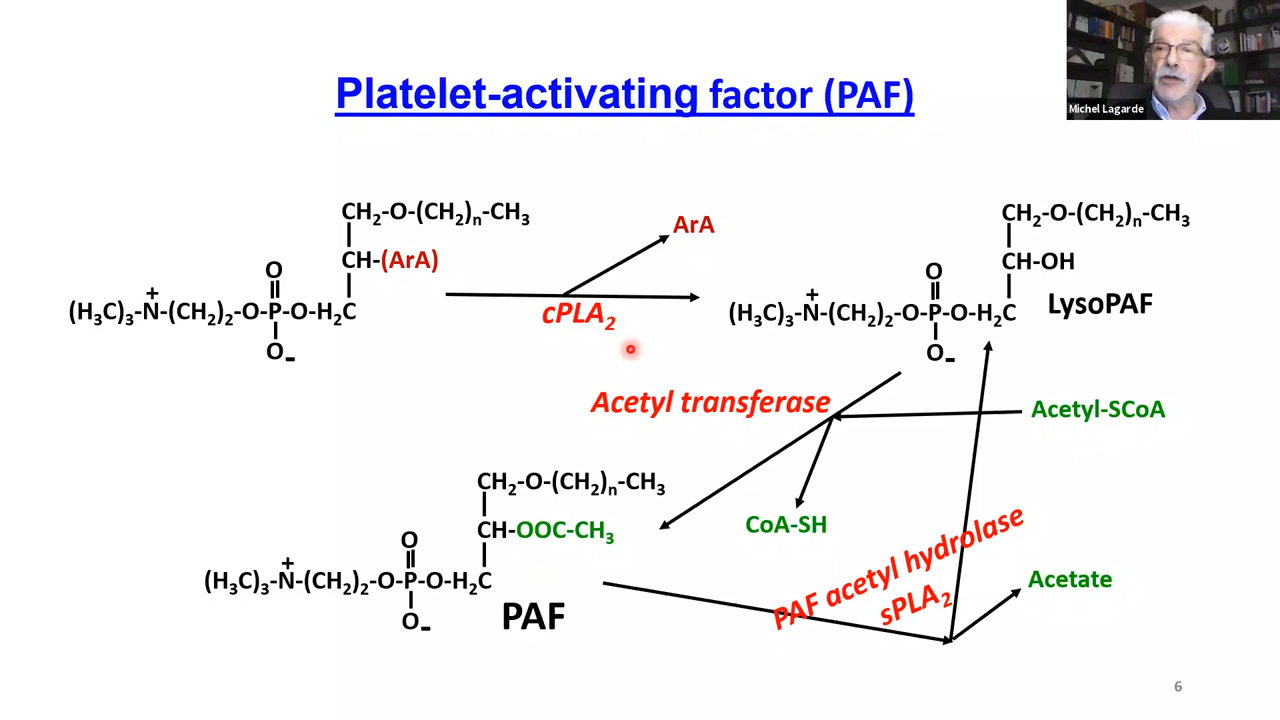 Platelet-activating factor (PAF)
Michel Lagarde
CH₂-O-(CH₂)ₙ-CH₃
CH-(ArA)
O
(H₃C)₃-N-(CH₂)₂-O-P-O-H₂C
+
O-
ArA
cPLA₂
CH₂-O-(CH₂)ₙ-CH₃
CH-OH
O
(H₃C)₃-N-(CH₂)₂-O-P-O-H₂C
+
O-
LysoPAF
Acetyl transferase
Acetyl-SCoA
CoA-SH
CH₂-O-(CH₂)ₙ-CH₃
CH-OOC-CH₃
O
(H₃C)₃-N-(CH₂)₂-O-P-O-H₂C
+
O-
PAF
PAF acetyl hydrolase
sPLA₂
Acetate
6